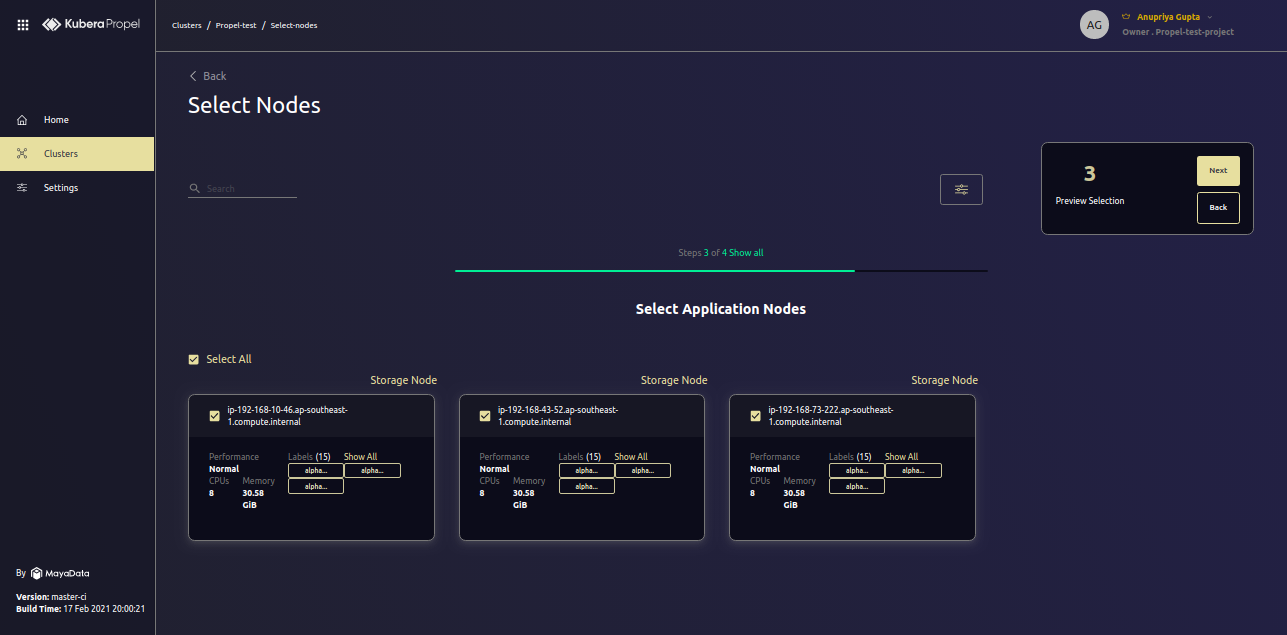 Kubera Propel
Clusters / Propel-test / Select-nodes
AG
Anupriya Gupta
Owner . Propel-test-project
Home
Clusters
Settings
Back
Select Nodes
Search
3
Preview Selection
Next
Back
Steps 3 of 4 Show all
Select Application Nodes
Select All
Storage Node
ip-192-168-10-46.ap-southeast-
1.compute.internal
Performance
Normal
CPUs Memory
8 30.58
GiB
Labels (15) Show All
alpha... alpha...
alpha...
Storage Node
ip-192-168-43-52.ap-southeast-
1.compute.internal
Performance
Normal
CPUs Memory
8 30.58
GiB
Labels (15) Show All
alpha... alpha...
alpha...
Storage Node
ip-192-168-73-222.ap-southeast-
1.compute.internal
Performance
Normal
CPUs Memory
8 30.58
GiB
Labels (15) Show All
alpha... alpha...
alpha...
By MayaData
Version: master-ci
Build Time: 17 Feb 2021 20:00:21